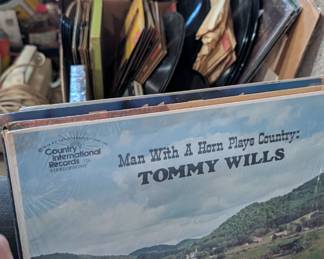 Country
International
Records
Man With A Horn Plays Country:
TOMMY WILLS